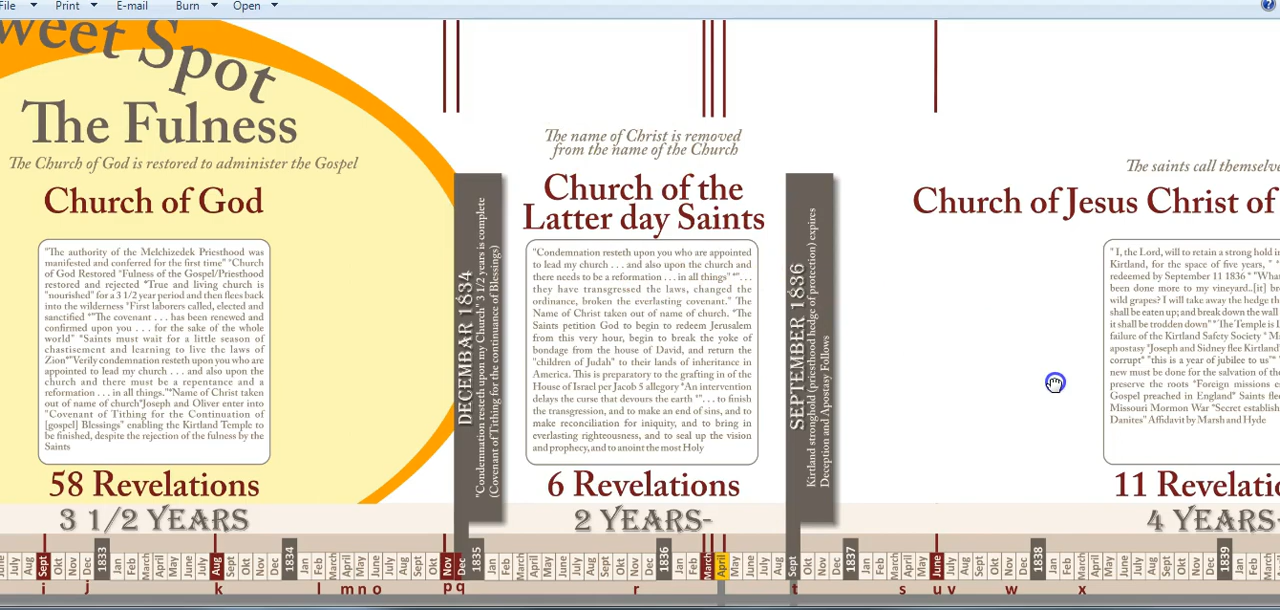 File Print E-mail Burn Open
Sweet Spot
The Fulness
The Church of God is restored to administer the Gospel
Church of God
"The authority of the Melchizedek Priesthood was
manifested and conferred for the first time" "Church
of God Restored "Fulness of the Gospel/Priesthood
restored and rejected "True and living church is
"nourished" for a 3 1/2 year period and then flees back
into the wilderness "First laborers called, elected and
sanctified "The covenant . . . has been renewed and
confirmed upon you . . . for the sake of the whole
world" "Saints must wait for a little season of
chastisement and learning to live the laws of
Zion""Verily condemnation resteth upon you who are
appointed to lead my church . . . and also upon the
church and there must be a repentance and a
reformation . . . in all things."*Name of Christ taken
out of name of church"Joseph and Oliver enter into
"Covenant of Tithing for the Continuation of
[gospel] Blessings" enabling the Kirtland Temple to
be finished, despite the rejection of the fulness by the
Saints
58 Revelations
3 1/2 YEARS
DECEMBAR 1834
"Condemnation resteth upon my Church" 3 1/2 years is complete
(Covenant of Tithing for the continuance of Blessings)
The name of Christ is removed
from the name of the Church
Church of the
Latter day Saints
"Condemnation resteth upon you who are appointed
to lead my church . . . and also upon the church and
there needs to be a reformation . . . in all things" "" . . .
they have transgressed the laws, changed the
ordinance, broken the everlasting covenant." The
Name of Christ taken out of name of church. "The
Saints petition God to begin to redeem Jerusalem
from this very hour, begin to break the yoke of
bondage from the house of David, and return the
"children of Judah" to their lands of inheritance in
America. This is preparatory to the grafting in of the
House of Israel per Jacob 5 allegory "An intervention
delays the curse that devours the earth "". . . to finish
the transgression, and to make an end of sins, and to
make reconciliation for iniquity, and to bring in
everlasting righteousness, and to seal up the vision
and prophecy, and to anoint the most Holy
6 Revelations
2 YEARS-
SEPTEMBER 1836
Kirtland stronghold (priesthood hedge of protection) expires
Deception and Apostasy Follows
The saints call themselve
Church of Jesus Christ of
" I, the Lord, will to retain a strong hold in
Kirtland, for the space of five years, " "
redeemed by September 11 1836 " "Wha
been done more to my vineyard..[it] br
wild grapes? I will take away the hedge th
shall be eaten up; and break down the wall
it shall be trodden down" "The Temple is
failure of the Kirtland Safety Society " M
apostasy "Joseph and Sidney flee Kirtland
corrupt" "this is a year of jubilee to us"
new must be done for the salvation of the
preserve the roots "Foreign missions
Gospel preached in England" Saints flee
Missouri Mormon War "Secret establish
Danites" Affidavit by Marsh and Hyde
11 Revelatio
4 YEARS
June July Aug Sept Okt Nov Dec 1833 Jan Feb March April May June July Aug Sept Okt Nov Dec 1834 Jan Feb March April May June July Aug Sept Okt Nov Dec 1835 Jan Feb March April May June July Aug Sept Okt Nov Dec 1836 Jan Feb March April May June July Aug Sept Okt Nov Dec 1837 Jan Feb March April May June July Aug Sept Okt Nov Dec 1838 Jan Feb March April May June July Aug Sept Okt Nov Dec 1839 Jan Feb March
i j k l m n o p q r t s u v w x